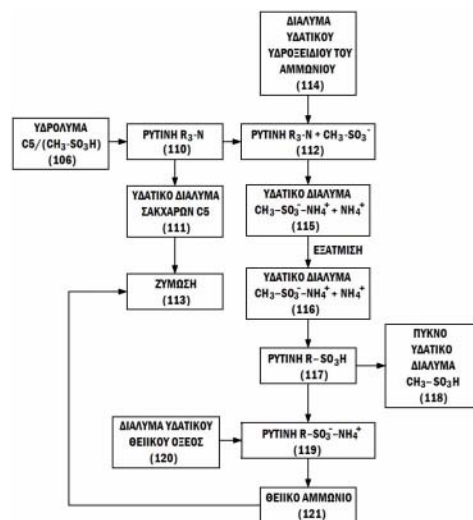 ΔΙΑΛΥΜΑ
ΥΔΑΤΙΚΟΥ
ΥΔΡΟΞΕΙΔΙΟΥ ΤΟΥ
ΑΜΜΩΝΙΟΥ
(114)
ΥΔΡΟΛΥΜΑ
C5/(CH₃-SO₃H)
(106)
ΡΥΤΙΝΗ R₃-N
(110)
ΡΥΤΙΝΗ R₃-N + CH₃-SO₃⁻
(112)
ΥΔΑΤΙΚΟ ΔΙΑΛΥΜΑ
ΣΑΚΧΑΡΩΝ C5
(111)
ΥΔΑΤΙΚΟ ΔΙΑΛΥΜΑ
CH₃–SO₃⁻–NH₄⁺ + NH₄⁺
(115)
ΕΞΑΤΜΙΣΗ
ΖΥΜΩΣΗ
(113)
ΥΔΑΤΙΚΟ ΔΙΑΛΥΜΑ
CH₃–SO₃⁻–NH₄⁺ + NH₄⁺
(116)
ΡΥΤΙΝΗ R–SO₃H
(117)
ΠΥΚΝΟ
ΥΔΑΤΙΚΟ
ΔΙΑΛΥΜΑ
CH₃–SO₃H
(118)
ΔΙΑΛΥΜΑ ΥΔΑΤΙΚΟΥ
ΘΕΙΙΚΟΥ ΟΞΕΟΣ
(120)
ΡΥΤΙΝΗ R–SO₃⁻–NH₄⁺
(119)
ΘΕΙΙΚΟ ΑΜΜΩΝΙΟ
(121)